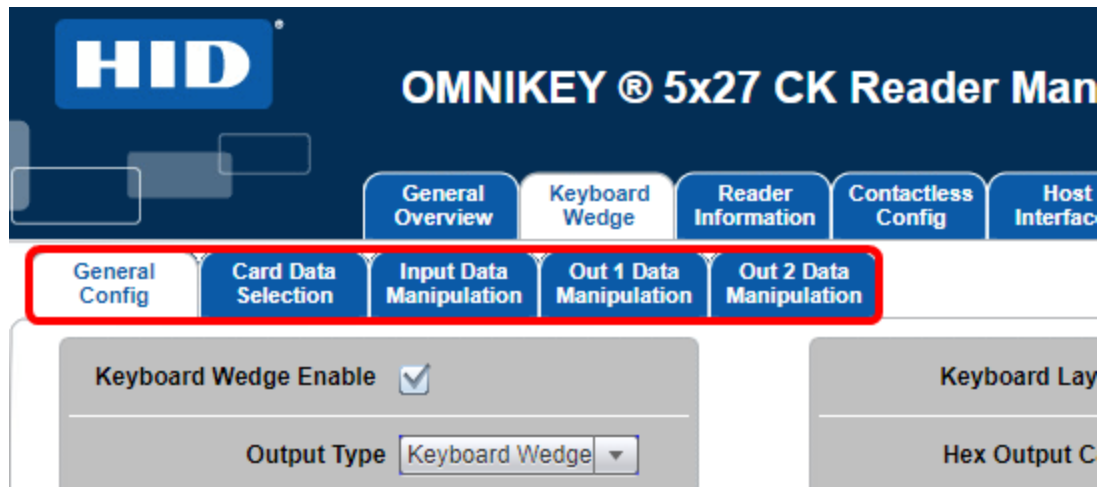 HID
OMNIKEY ® 5x27 CK Reader Man
General Overview
Keyboard Wedge
Reader Information
Contactless Config
Host
General Config
Card Data Selection
Input Data Manipulation
Out 1 Data Manipulation
Out 2 Data Manipulation
Keyboard Wedge Enable
Keyboard Lay
Output Type
Keyboard Wedge
Hex Output C